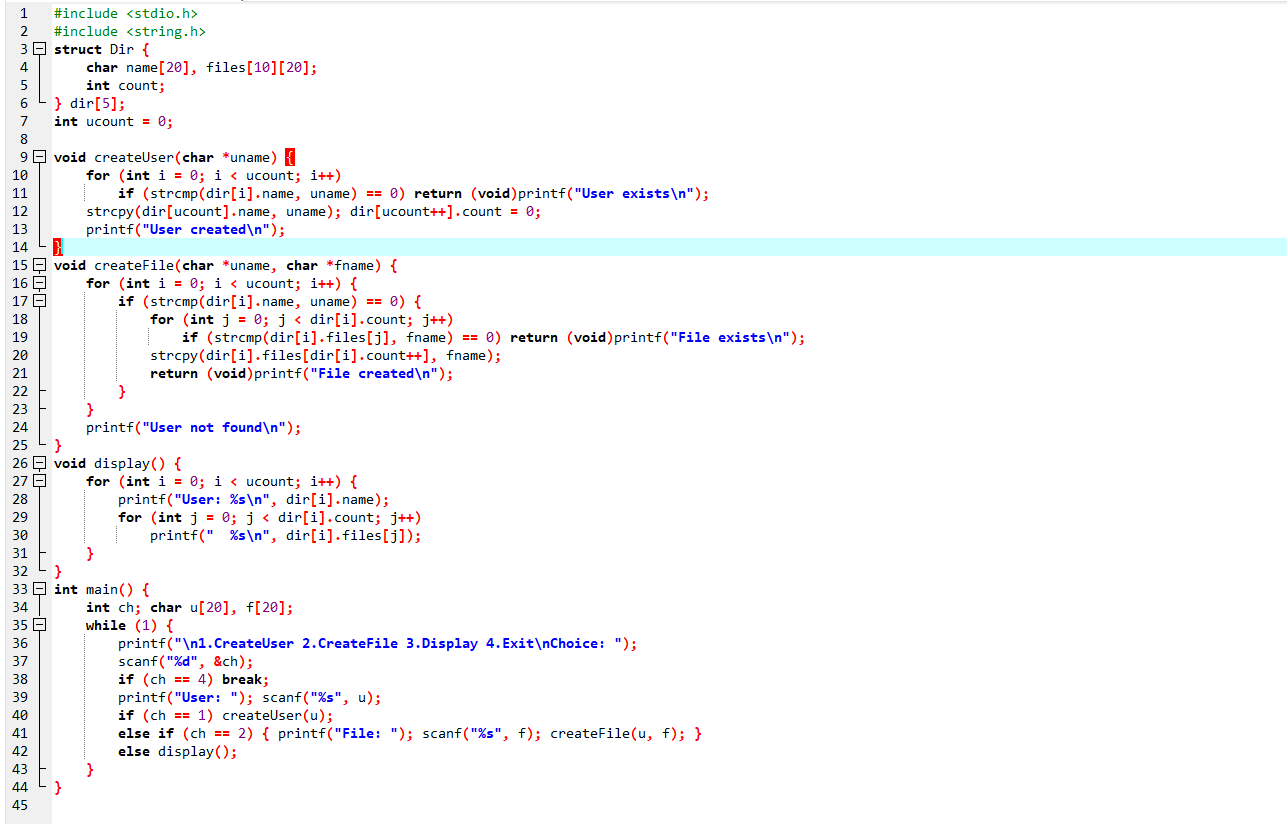 1 #include <stdio.h>
2 #include <string.h>
3 struct Dir {
4     char name[20], files[10][20];
5     int count;
6 } dir[5];
7 int ucount = 0;
8
9 void createUser(char *uname) {
10     for (int i = 0; i < ucount; i++)
11         if (strcmp(dir[i].name, uname) == 0) return (void)printf("User exists\n");
12     strcpy(dir[ucount].name, uname); dir[ucount++].count = 0;
13     printf("User created\n");
14 }
15 void createFile(char *uname, char *fname) {
16     for (int i = 0; i < ucount; i++) {
17         if (strcmp(dir[i].name, uname) == 0) {
18             for (int j = 0; j < dir[i].count; j++)
19                 if (strcmp(dir[i].files[j], fname) == 0) return (void)printf("File exists\n");
20             strcpy(dir[i].files[dir[i].count++], fname);
21             return (void)printf("File created\n");
22         }
23     }
24     printf("User not found\n");
25 }
26 void display() {
27     for (int i = 0; i < ucount; i++) {
28         printf("User: %s\n", dir[i].name);
29         for (int j = 0; j < dir[i].count; j++)
30             printf("  %s\n", dir[i].files[j]);
31     }
32 }
33 int main() {
34     int ch; char u[20], f[20];
35     while (1) {
36         printf("\n1.CreateUser 2.CreateFile 3.Display 4.Exit\nChoice: ");
37         scanf("%d", &ch);
38         if (ch == 4) break;
39         printf("User: "); scanf("%s", u);
40         if (ch == 1) createUser(u);
41         else if (ch == 2) { printf("File: "); scanf("%s", f); createFile(u, f); }
42         else display();
43     }
44 }
45